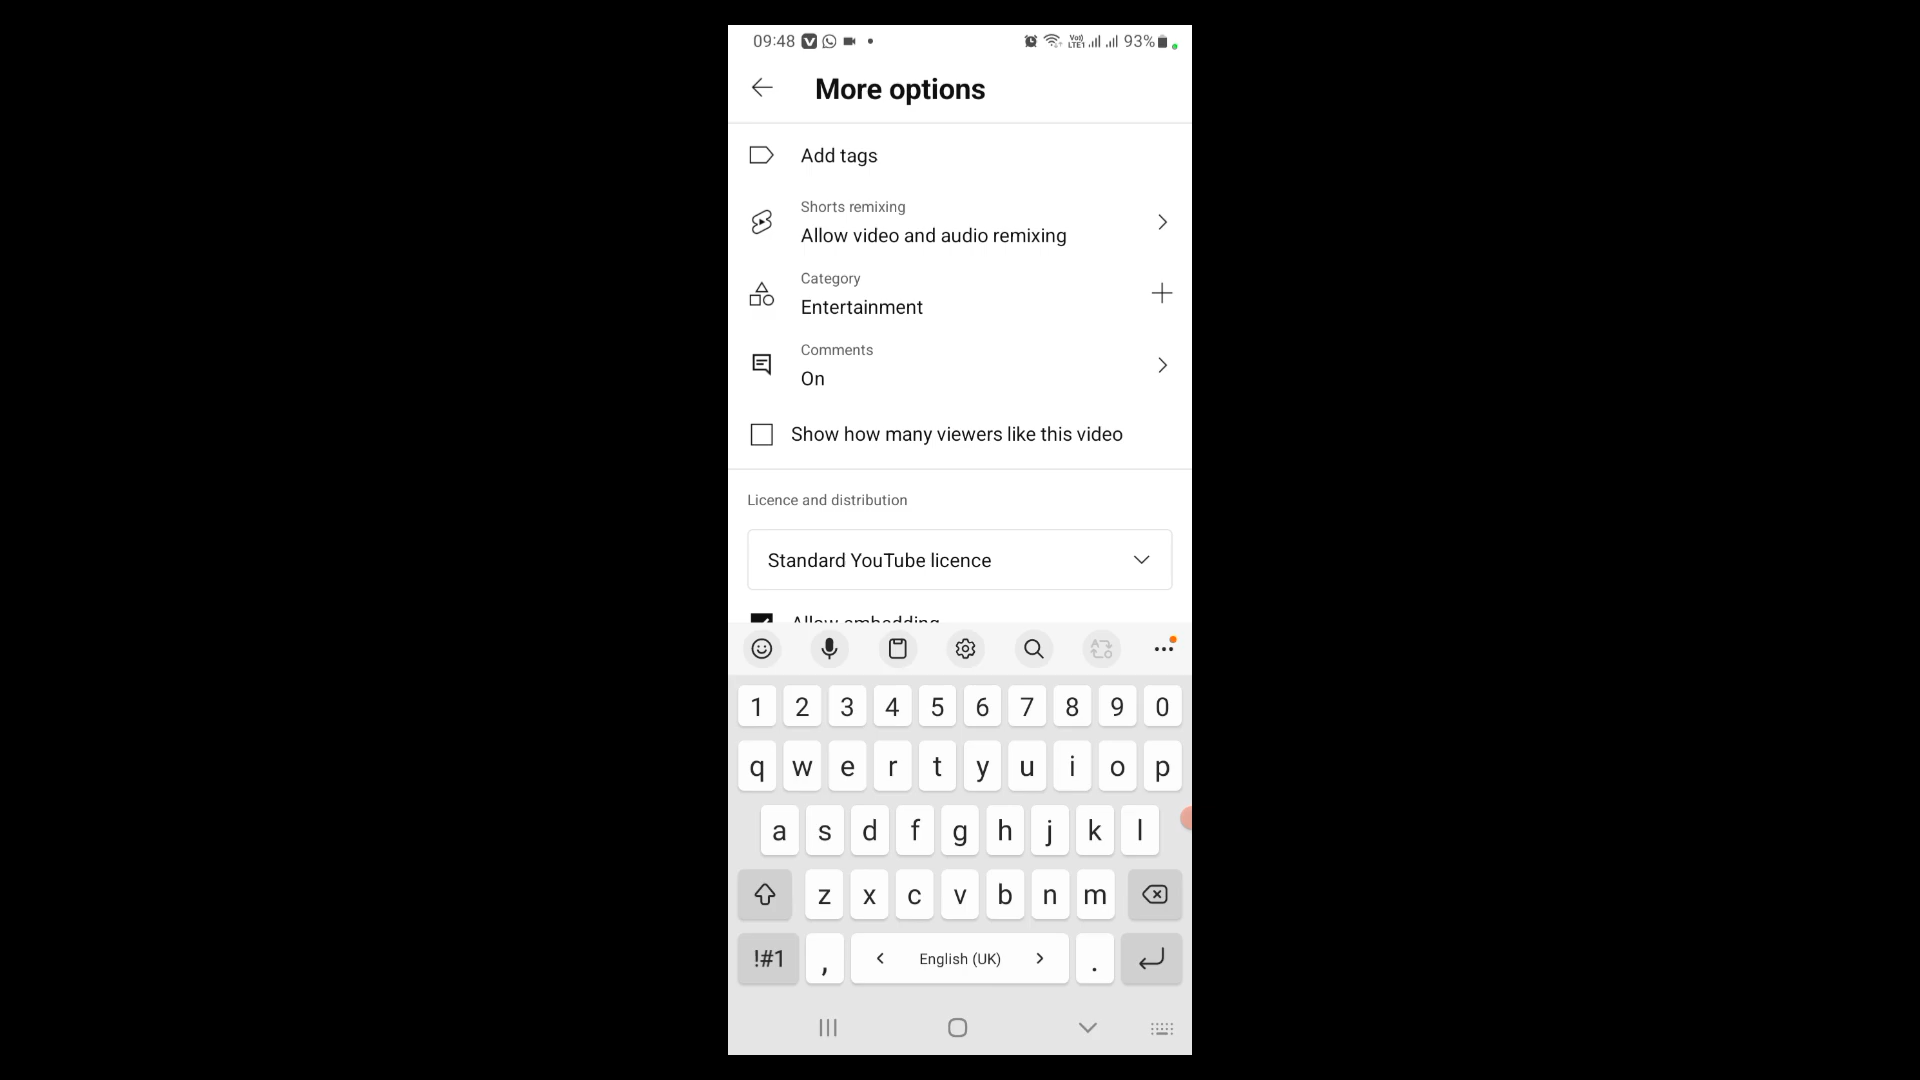 09:48 93%
More options
Add tags
Shorts remixing
Allow video and audio remixing
Category
Entertainment
Comments
On
Show how many viewers like this video
Licence and distribution
Standard YouTube licence
Allow embedding
1 2 3 4 5 6 7 8 9 0
q w e r t y u i o p
a s d f g h j k l
z x c v b n m
!#1 , < English (UK) > .